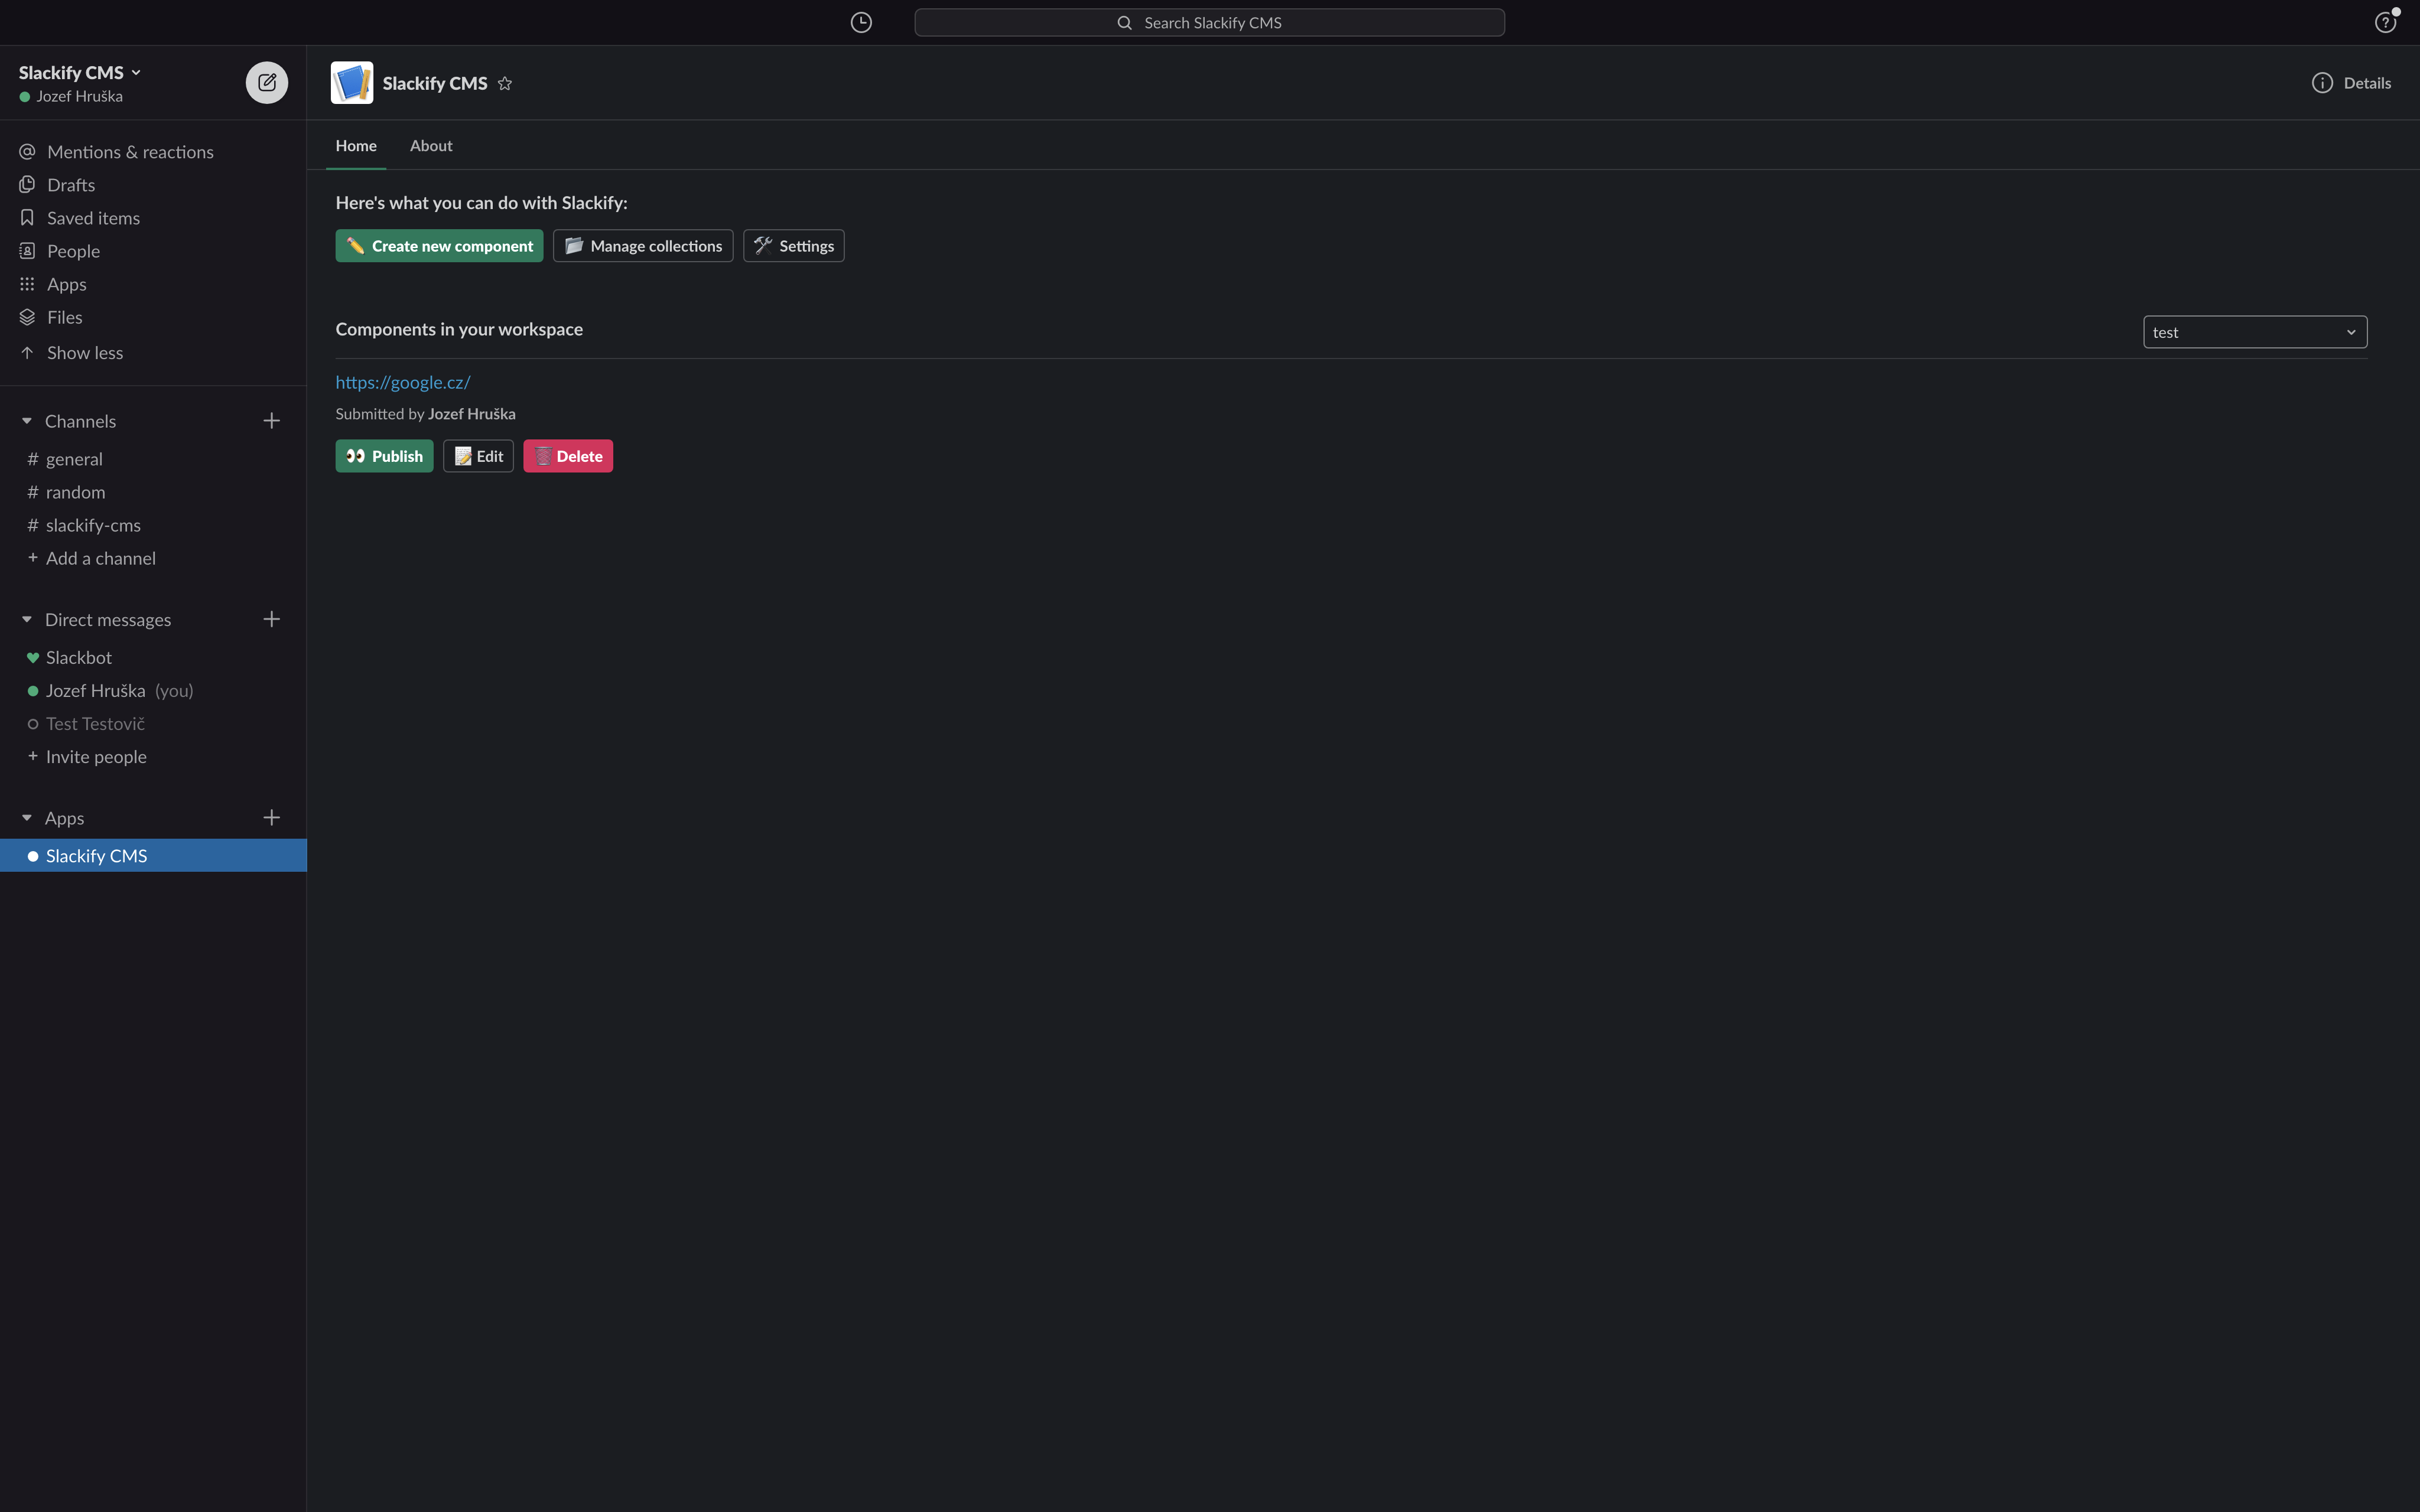 Search Slackify CMS
Slackify CMS
Jozef Hruška
Mentions & reactions
Drafts
Saved items
People
Apps
Files
Show less
Channels
# general
# random
# slackify-cms
+ Add a channel
Direct messages
Slackbot
Jozef Hruška (you)
Test Testovič
+ Invite people
Apps
Slackify CMS
Slackify CMS
Details
Home About
Here's what you can do with Slackify:
Create new component Manage collections Settings
Components in your workspace
test
https://google.cz/
Submitted by Jozef Hruška
Publish Edit Delete